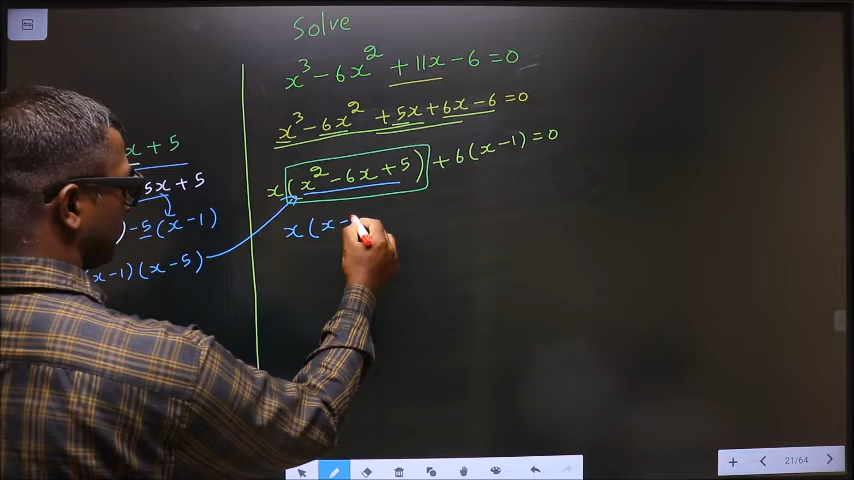 Solve
x³ - 6x² + 11x - 6 = 0
x³ - 6x² + 5x + 6x - 6 = 0
x (x² - 6x + 5) + 6 (x - 1) = 0
x (x -
x + 5
5x + 5
) - 5 (x - 1)
x - 1) (x - 5)
21/64